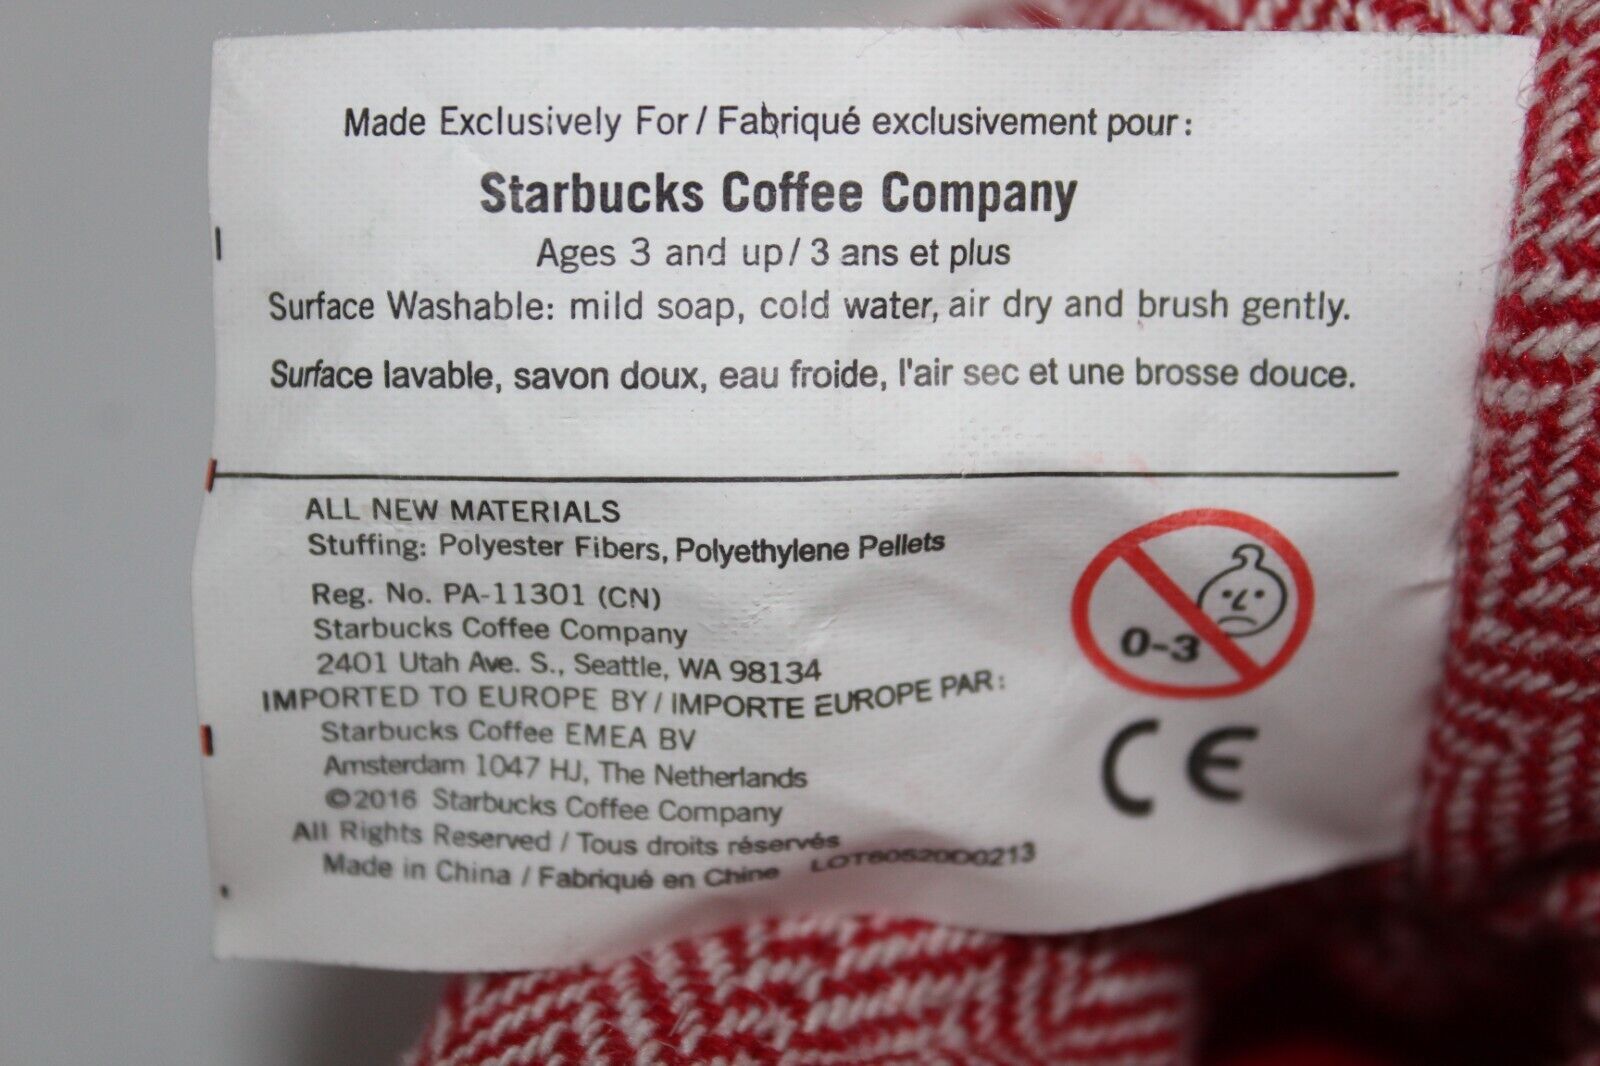 Made Exclusively For / Fabriqué exclusivement pour:
Starbucks Coffee Company
Ages 3 and up / 3 ans et plus
Surface Washable: mild soap, cold water, air dry and brush gently.
Surface lavable, savon doux, eau froide, l'air sec et une brosse douce.
ALL NEW MATERIALS
Stuffing: Polyester Fibers, Polyethylene Pellets
Reg. No. PA-11301 (CN)
Starbucks Coffee Company
2401 Utah Ave. S., Seattle, WA 98134
IMPORTED TO EUROPE BY / IMPORTE EUROPE PAR:
Starbucks Coffee EMEA BV
Amsterdam 1047 HJ, The Netherlands
©2016 Starbucks Coffee Company
All Rights Reserved / Tous droits réservés
Made in China / Fabriqué en Chine
0-3
CE